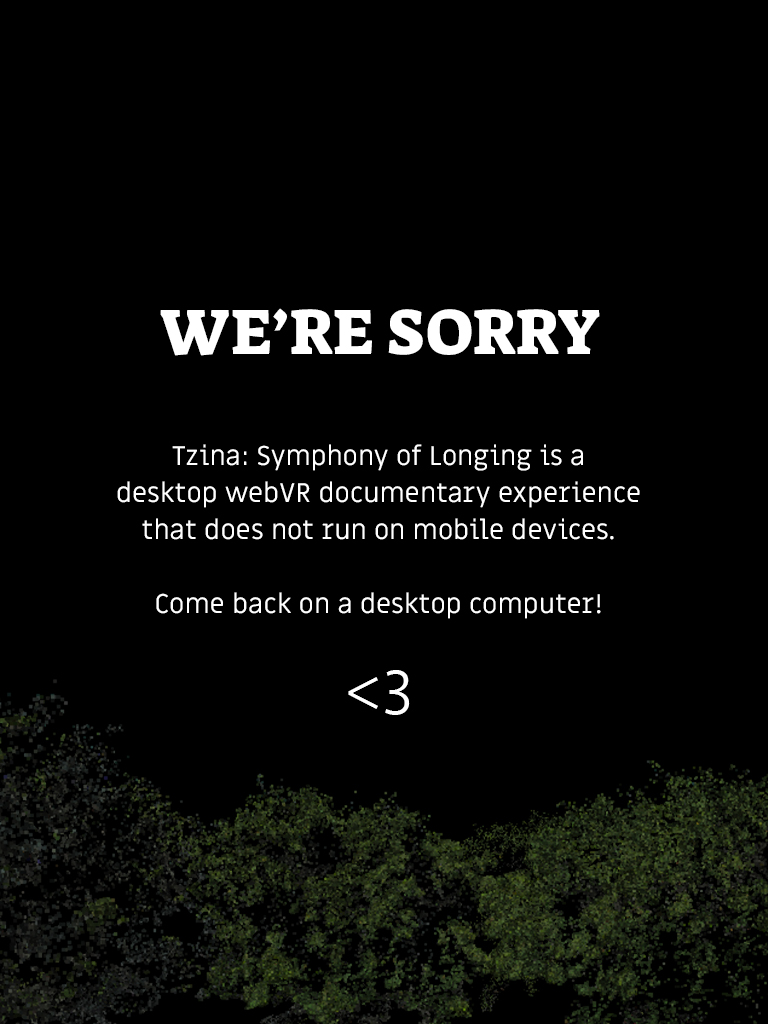 WE’RE SORRY
Tzina: Symphony of Longing is a
desktop webVR documentary experience
that does not run on mobile devices.
Come back on a desktop computer!
<3